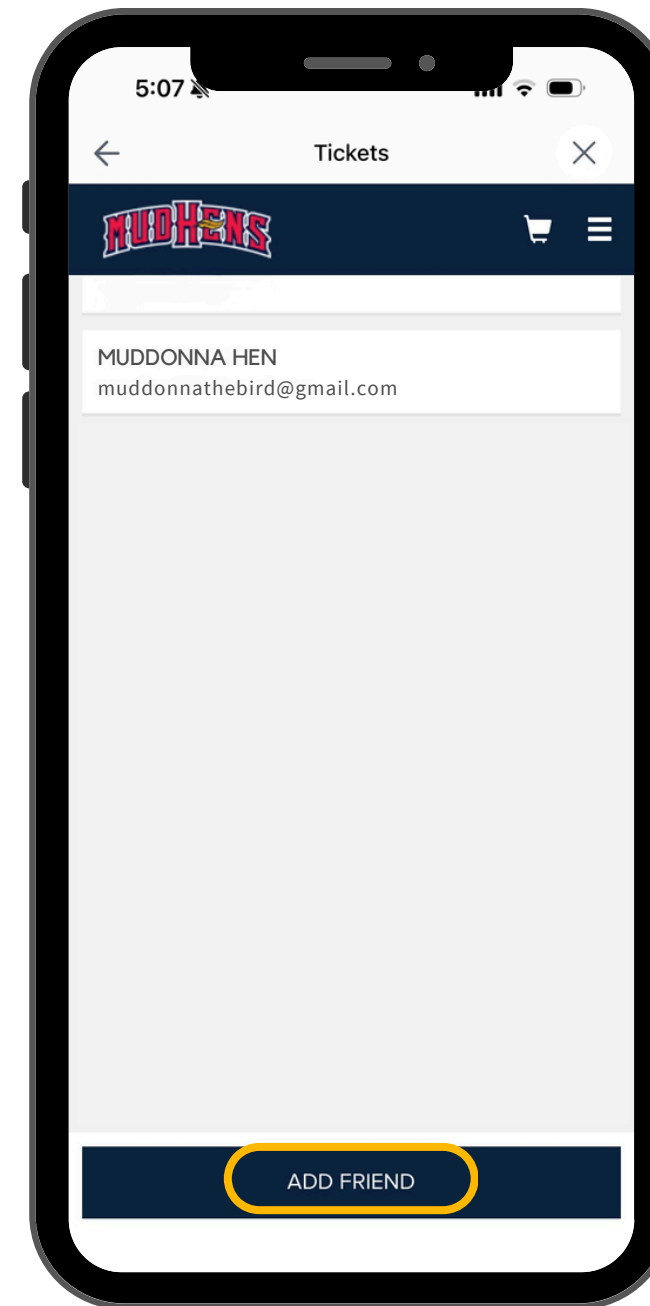 5:07
Tickets
MUDHENS
MUDDONNA HEN
muddonnathebird@gmail.com
ADD FRIEND